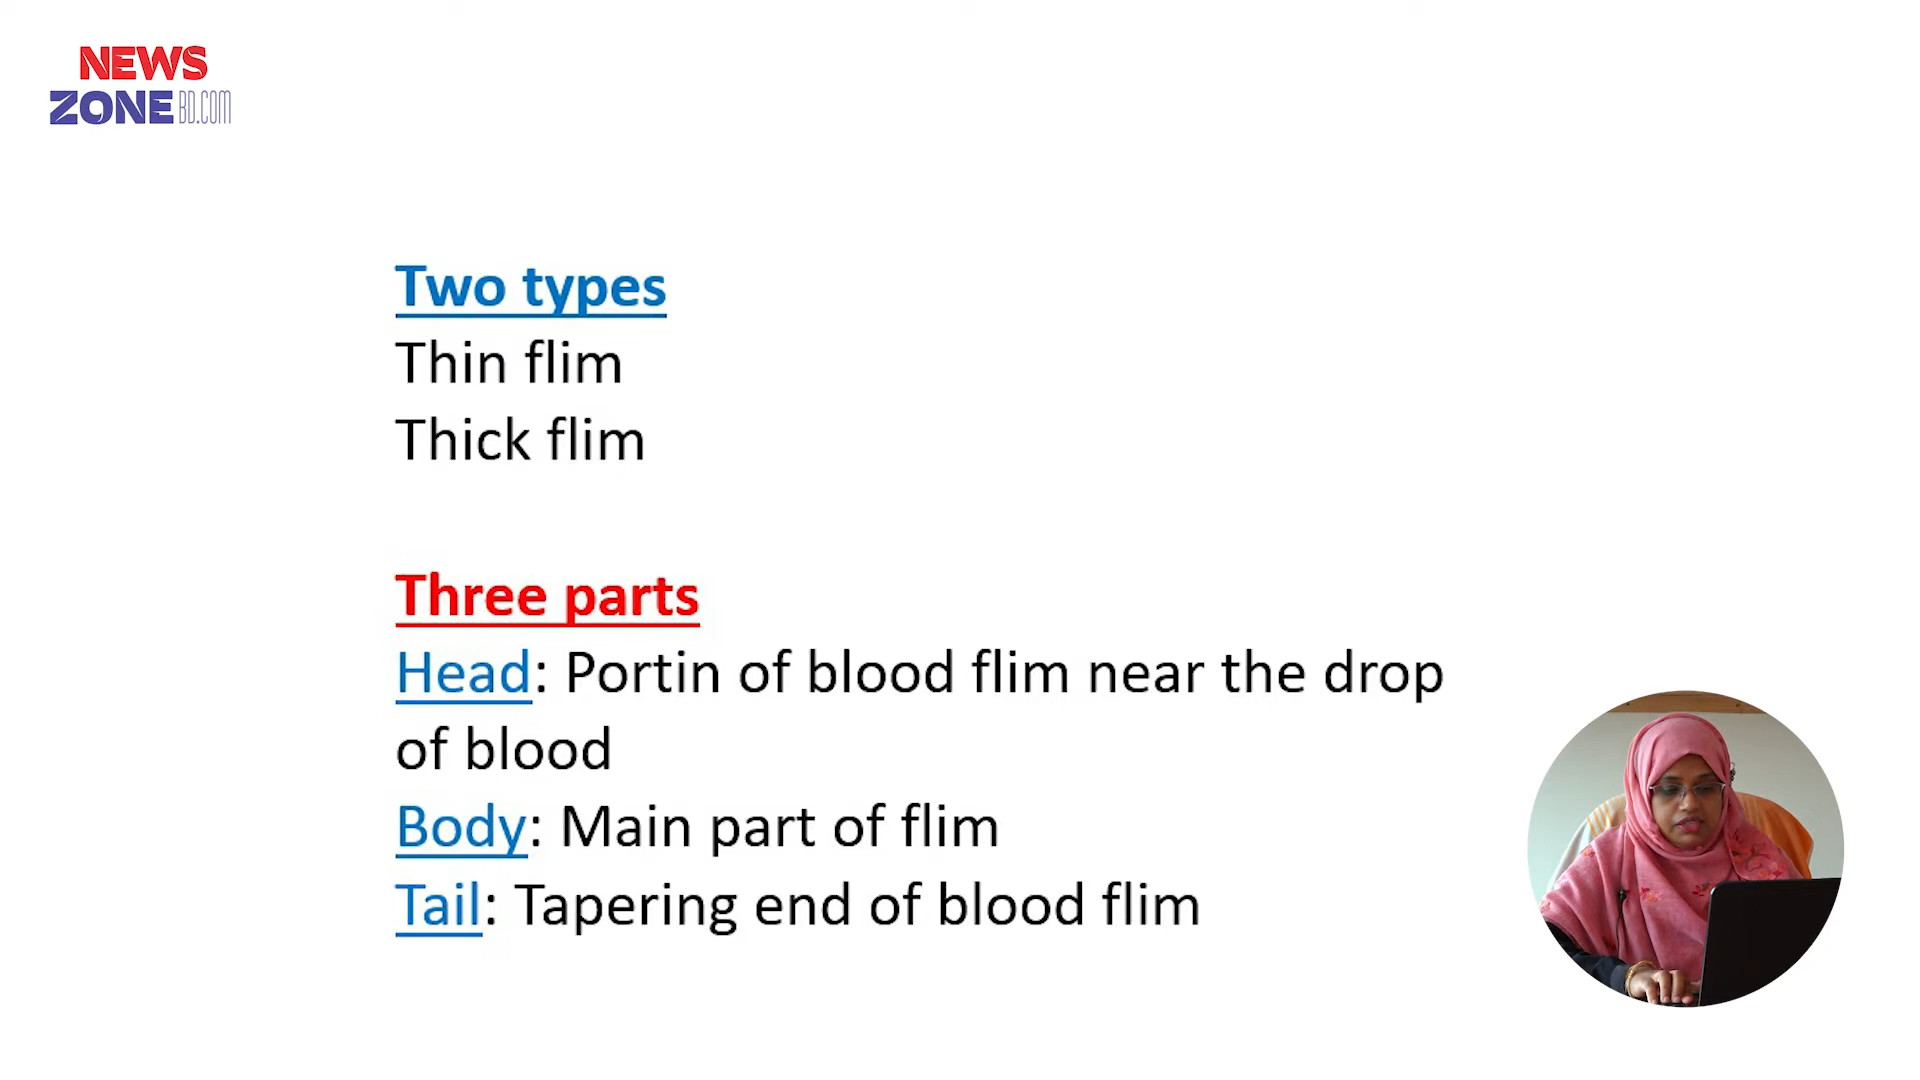 NEWS
ZONE BD.COM
Two types
Thin flim
Thick flim
Three parts
Head: Portin of blood flim near the drop
of blood
Body: Main part of flim
Tail: Tapering end of blood flim